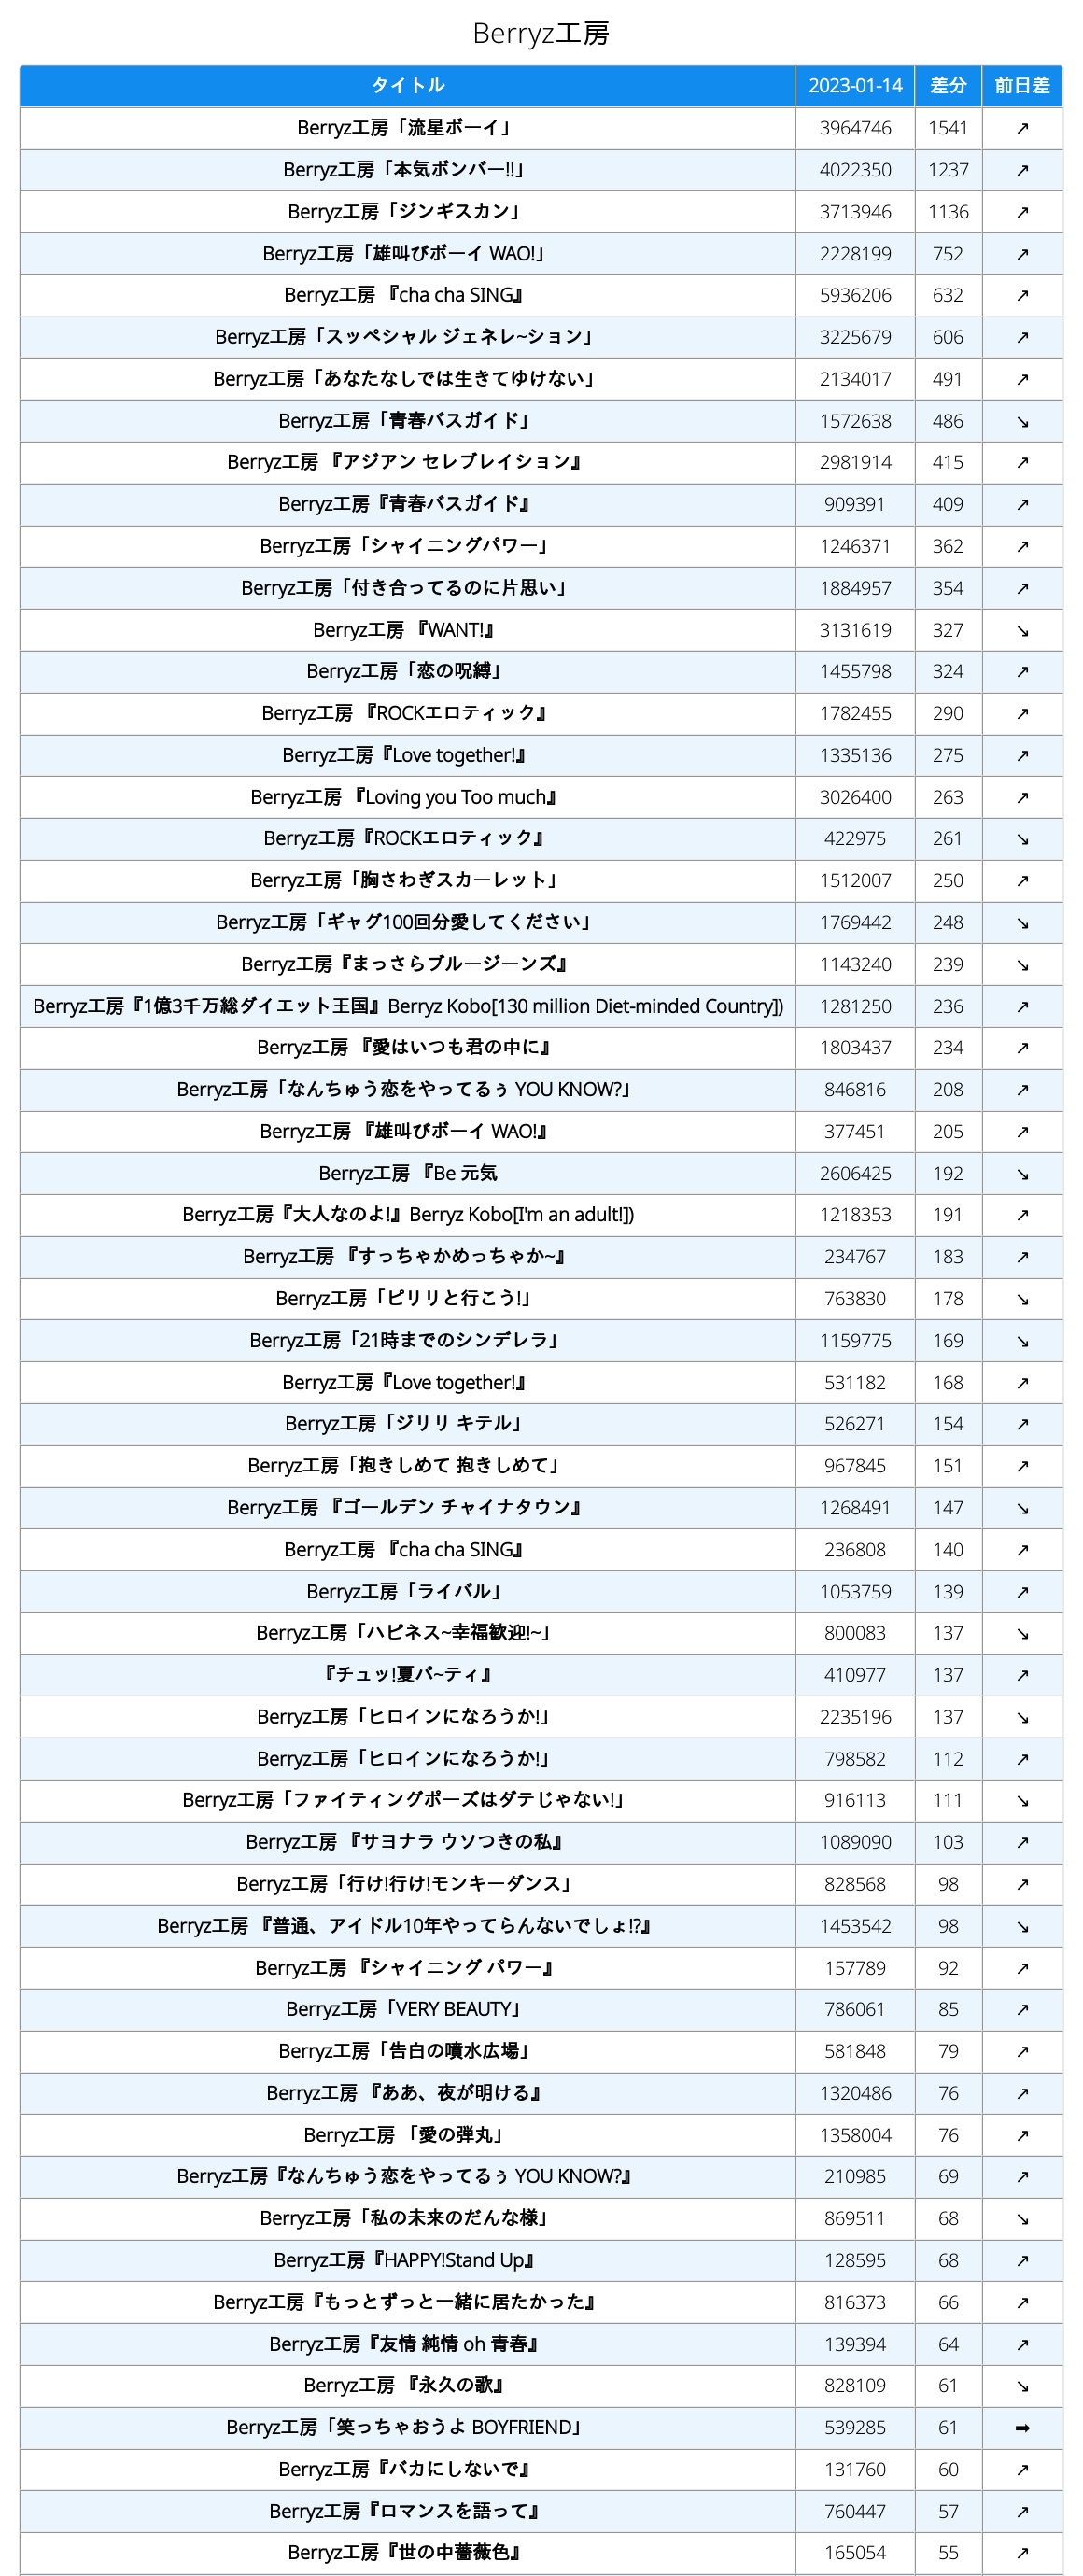 Berryz工房
タイトル 2023-01-14 差分 前日差
Berryz工房「流星ボーイ」 3964746 1541 ↗
Berryz工房「本気ボンバー!!」 4022350 1237 ↗
Berryz工房「ジンギスカン」 3713946 1136 ↗
Berryz工房「雄叫びボーイ WAO!」 2228199 752 ↗
Berryz工房 『cha cha SING』 5936206 632 ↗
Berryz工房「スッペシャル ジェネレ~ション」 3225679 606 ↗
Berryz工房「あなたなしでは生きてゆけない」 2134017 491 ↗
Berryz工房「青春バスガイド」 1572638 486 ↘
Berryz工房 『アジアン セレブレイション』 2981914 415 ↗
Berryz工房『青春バスガイド』 909391 409 ↗
Berryz工房「シャイニングパワー」 1246371 362 ↗
Berryz工房「付き合ってるのに片思い」 1884957 354 ↗
Berryz工房 『WANT!』 3131619 327 ↘
Berryz工房「恋の呪縛」 1455798 324 ↗
Berryz工房 『ROCKエロティック』 1782455 290 ↗
Berryz工房『Love together!』 1335136 275 ↗
Berryz工房 『Loving you Too much』 3026400 263 ↗
Berryz工房『ROCKエロティック』 422975 261 ↘
Berryz工房「胸さわぎスカーレット」 1512007 250 ↗
Berryz工房「ギャグ100回分愛してください」 1769442 248 ↘
Berryz工房『まっさらブルージーンズ』 1143240 239 ↘
Berryz工房『1億3千万総ダイエット王国』Berryz Kobo[130 million Diet-minded Country]) 1281250 236 ↗
Berryz工房 『愛はいつも君の中に』 1803437 234 ↗
Berryz工房「なんちゅう恋をやってるぅ YOU KNOW?」 846816 208 ↗
Berryz工房 『雄叫びボーイ WAO!』 377451 205 ↗
Berryz工房 『Be 元気 2606425 192 ↘
Berryz工房『大人なのよ!』Berryz Kobo[I'm an adult!]) 1218353 191 ↗
Berryz工房 『すっちゃかめっちゃか~』 234767 183 ↗
Berryz工房「ピリリと行こう!」 763830 178 ↘
Berryz工房「21時までのシンデレラ」 1159775 169 ↘
Berryz工房『Love together!』 531182 168 ↗
Berryz工房「ジリリ キテル」 526271 154 ↗
Berryz工房「抱きしめて 抱きしめて」 967845 151 ↗
Berryz工房 『ゴールデン チャイナタウン』 1268491 147 ↘
Berryz工房 『cha cha SING』 236808 140 ↗
Berryz工房「ライバル」 1053759 139 ↗
Berryz工房「ハピネス~幸福歓迎!~」 800083 137 ↘
『チュッ!夏パ~ティ』 410977 137 ↗
Berryz工房「ヒロインになろうか!」 2235196 137 ↘
Berryz工房「ヒロインになろうか!」 798582 112 ↗
Berryz工房「ファイティングポーズはダテじゃない!」 916113 111 ↘
Berryz工房 『サヨナラ ウソつきの私』 1089090 103 ↗
Berryz工房「行け!行け!モンキーダンス」 828568 98 ↗
Berryz工房 『普通、アイドル10年やってらんないでしょ!?』 1453542 98 ↘
Berryz工房 『シャイニング パワー』 157789 92 ↗
Berryz工房「VERY BEAUTY」 786061 85 ↗
Berryz工房「告白の噴水広場」 581848 79 ↗
Berryz工房 『ああ、夜が明ける』 1320486 76 ↗
Berryz工房 「愛の弾丸」 1358004 76 ↗
Berryz工房『なんちゅう恋をやってるぅ YOU KNOW?』 210985 69 ↗
Berryz工房「私の未来のだんな様」 869511 68 ↘
Berryz工房『HAPPY!Stand Up』 128595 68 ↗
Berryz工房『もっとずっと一緒に居たかった』 816373 66 ↗
Berryz工房『友情 純情 oh 青春』 139394 64 ↗
Berryz工房 『永久の歌』 828109 61 ↘
Berryz工房「笑っちゃおうよ BOYFRIEND」 539285 61 ➡
Berryz工房『バカにしないで』 131760 60 ↗
Berryz工房『ロマンスを語って』 760447 57 ↗
Berryz工房『世の中薔薇色』 165054 55 ↗